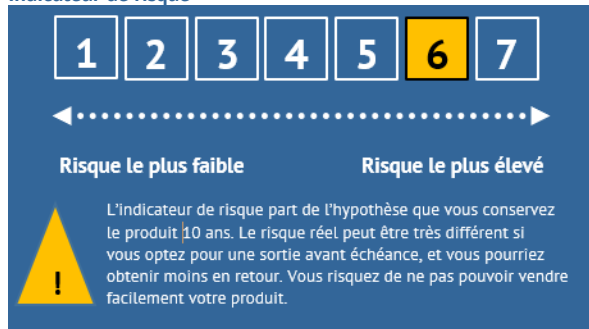 Indicateur de risque
1 2 3 4 5 6 7
Risque le plus faible Risque le plus élevé
L'indicateur de risque part de l'hypothèse que vous conservez
le produit 10 ans. Le risque réel peut être très différent si
vous optez pour une sortie avant échéance, et vous pourriez
obtenir moins en retour. Vous risquez de ne pas pouvoir vendre
facilement votre produit.
!